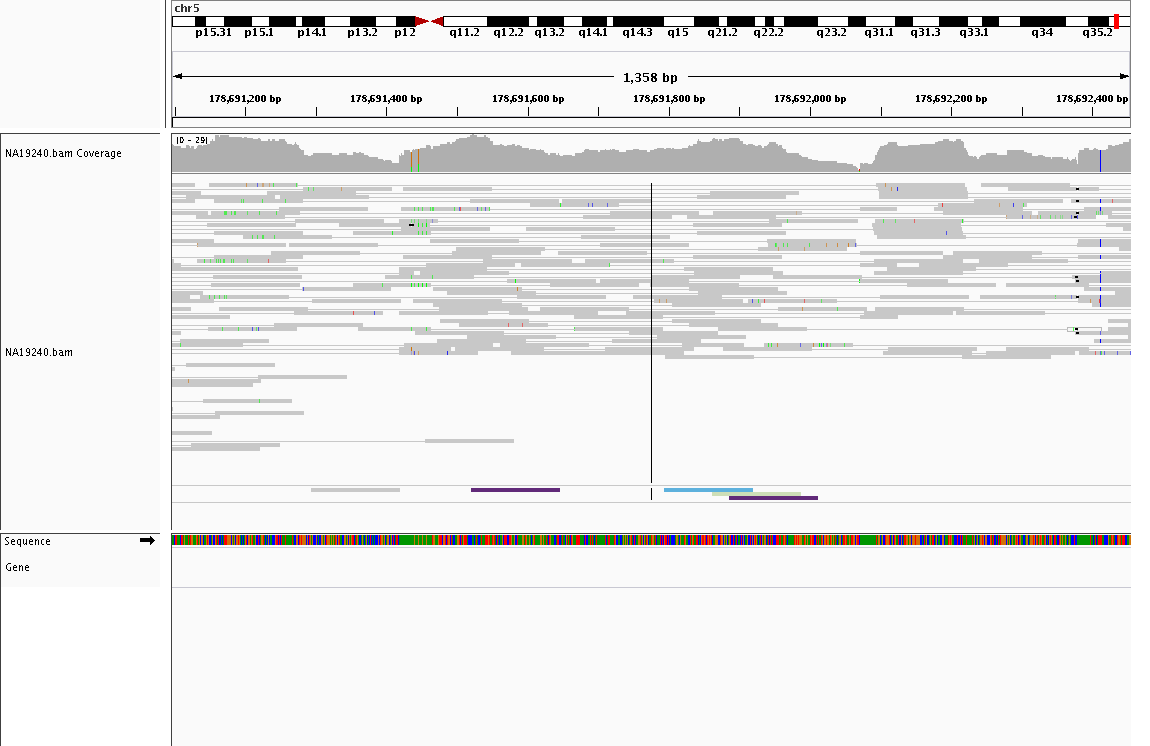 chr5
p15.31 p15.1 p14.1 p13.2 p12 q11.2 q12.2 q13.2 q14.1 q14.3 q15 q21.2 q22.2 q23.2 q31.1 q31.3 q33.1 q34 q35.2
1,358 bp
178,691,200 bp 178,691,400 bp 178,691,600 bp 178,691,800 bp 178,692,000 bp 178,692,200 bp 178,692,400 bp
[0 - 29]
NA19240.bam Coverage
NA19240.bam
Sequence
Gene